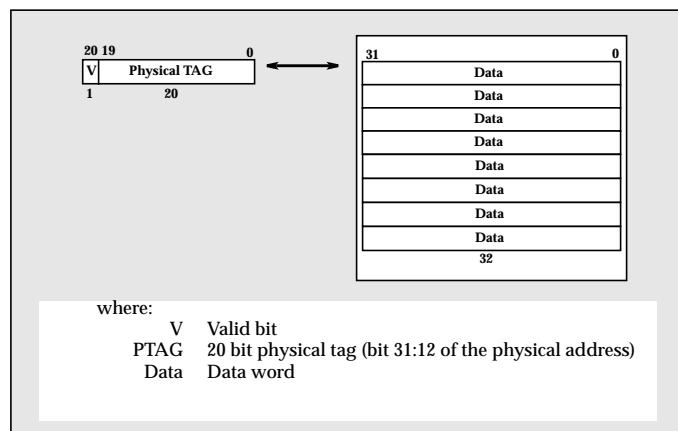 20 19 0
V Physical TAG
1 20
31 0
Data
Data
Data
Data
Data
Data
Data
Data
32
where:
V Valid bit
PTAG 20 bit physical tag (bit 31:12 of the physical address)
Data Data word